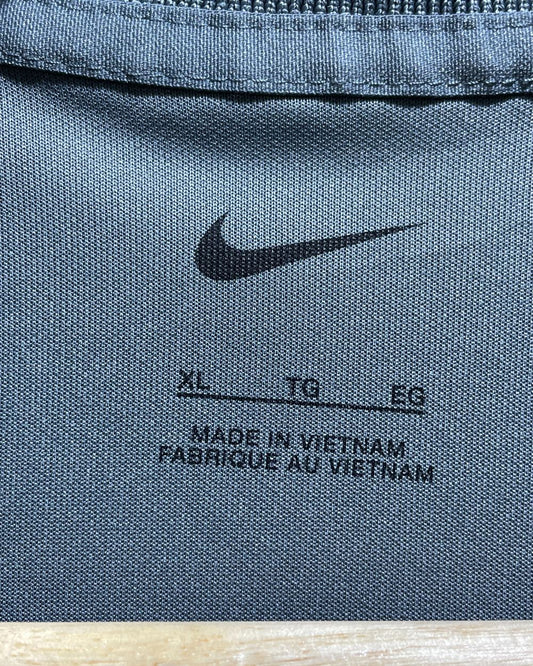 XL TG EG
MADE IN VIETNAM
FABRIQUE AU VIETNAM